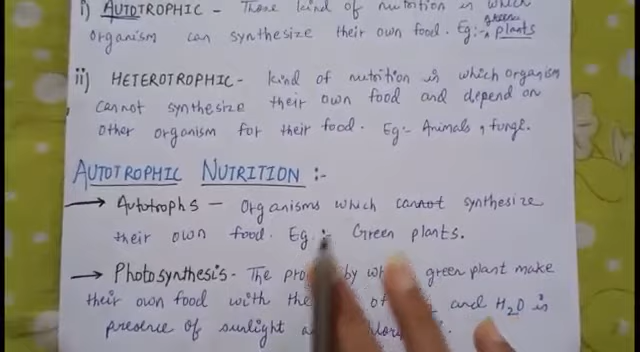 i) AUTOTROPHIC - Those kind of nutrition in which
organism can synthesize their own food. Eg:- green plants
ii) HETEROTROPHIC - kind of nutrition in which organism
cannot synthesize their own food and depend on
other organism for their food. Eg:- Animals, fungi.
AUTOTROPHIC NUTRITION :-
→ Autotrophs - Organisms which cannot synthesize
their own food. Eg :- Green plants.
→ Photosynthesis - The by green plant make
their own food with the of and H2O in
presence of sunlight